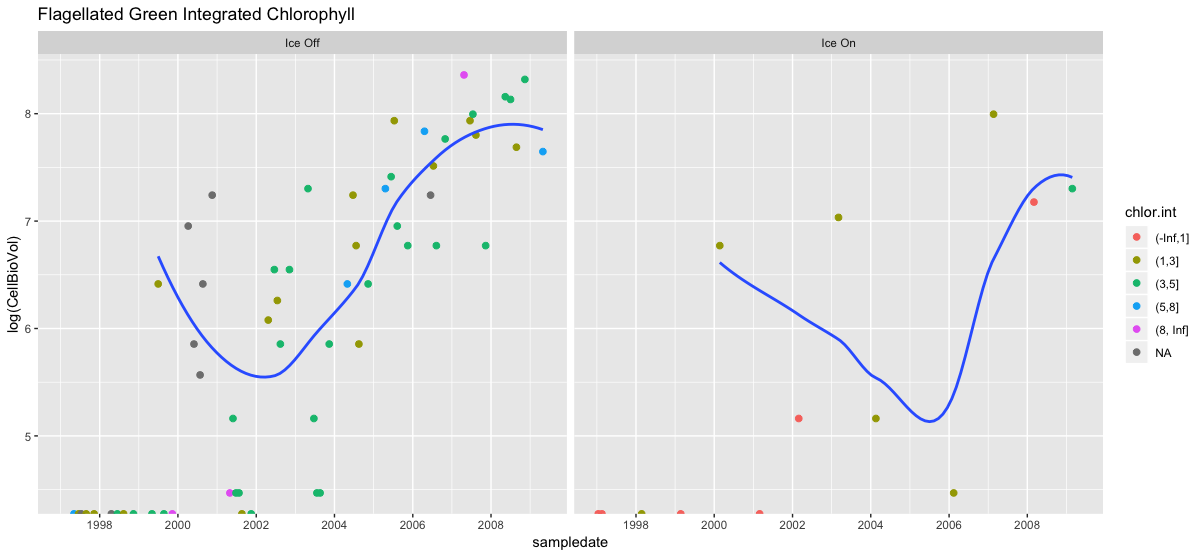 Flagellated Green Integrated Chlorophyll
Ice Off
Ice On
log(CellBioVol)
8
7
6
5
1998 2000 2002 2004 2006 2008
1998 2000 2002 2004 2006 2008
sampledate
chlor.int
(-Inf,1]
(1,3]
(3,5]
(5,8]
(8, Inf]
NA